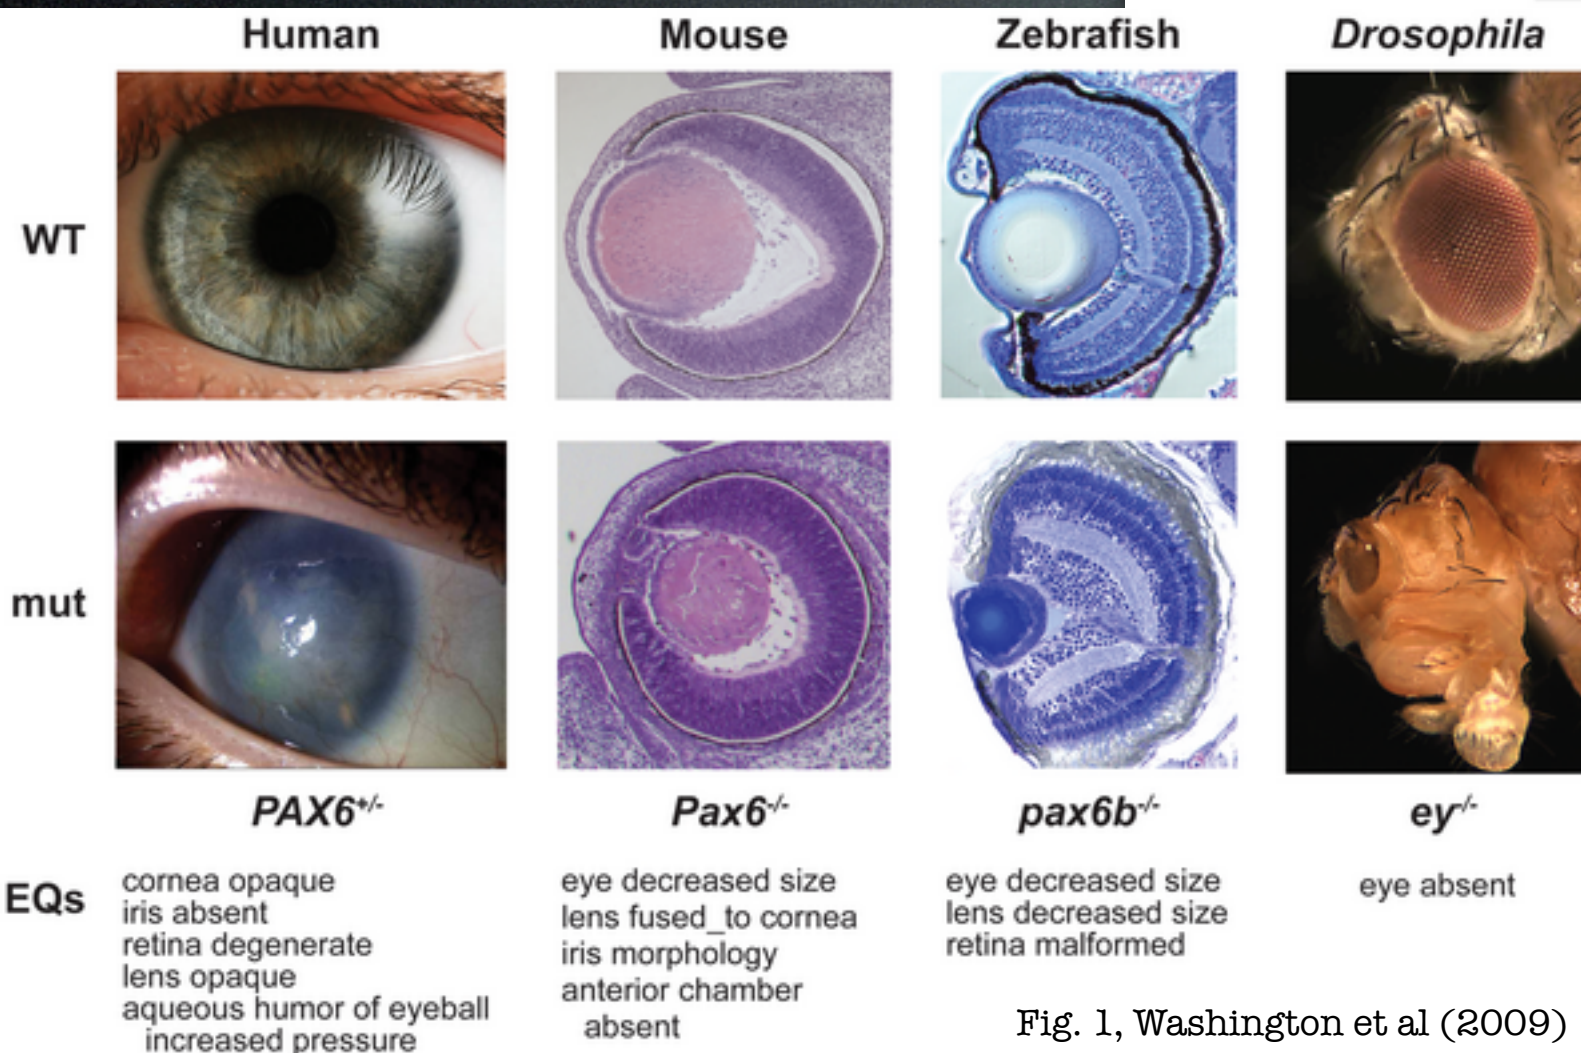 Human Mouse Zebrafish Drosophila
WT
mut
PAX6+/- Pax6-/- pax6b-/- ey-/-
EQs
cornea opaque
iris absent
retina degenerate
lens opaque
aqueous humor of eyeball
increased pressure
eye decreased size
lens fused_to cornea
iris morphology
anterior chamber
absent
eye decreased size
lens decreased size
retina malformed
eye absent
Fig. 1, Washington et al (2009)